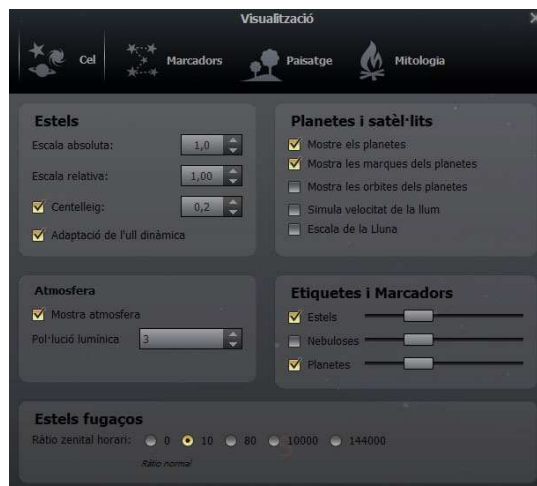 Visualització
Cel
Marcadors
Paisatge
Mitologia
Estels
Escala absoluta: 1,0
Escala relativa: 1,00
Centelleig: 0,2
Adaptació de l'ull dinàmica
Planetes i satèl·lits
Mostre els planetes
Mostra les marques dels planetes
Mostra les orbites dels planetes
Simula velocitat de la llum
Escala de la Lluna
Atmosfera
Mostra atmosfera
Pol·lució lumínica 3
Etiquetes i Marcadors
Estels
Nebuloses
Planetes
Estels fugaços
Ràtio zenital horari: 0 10 80 10000 144000
Ràtio normal